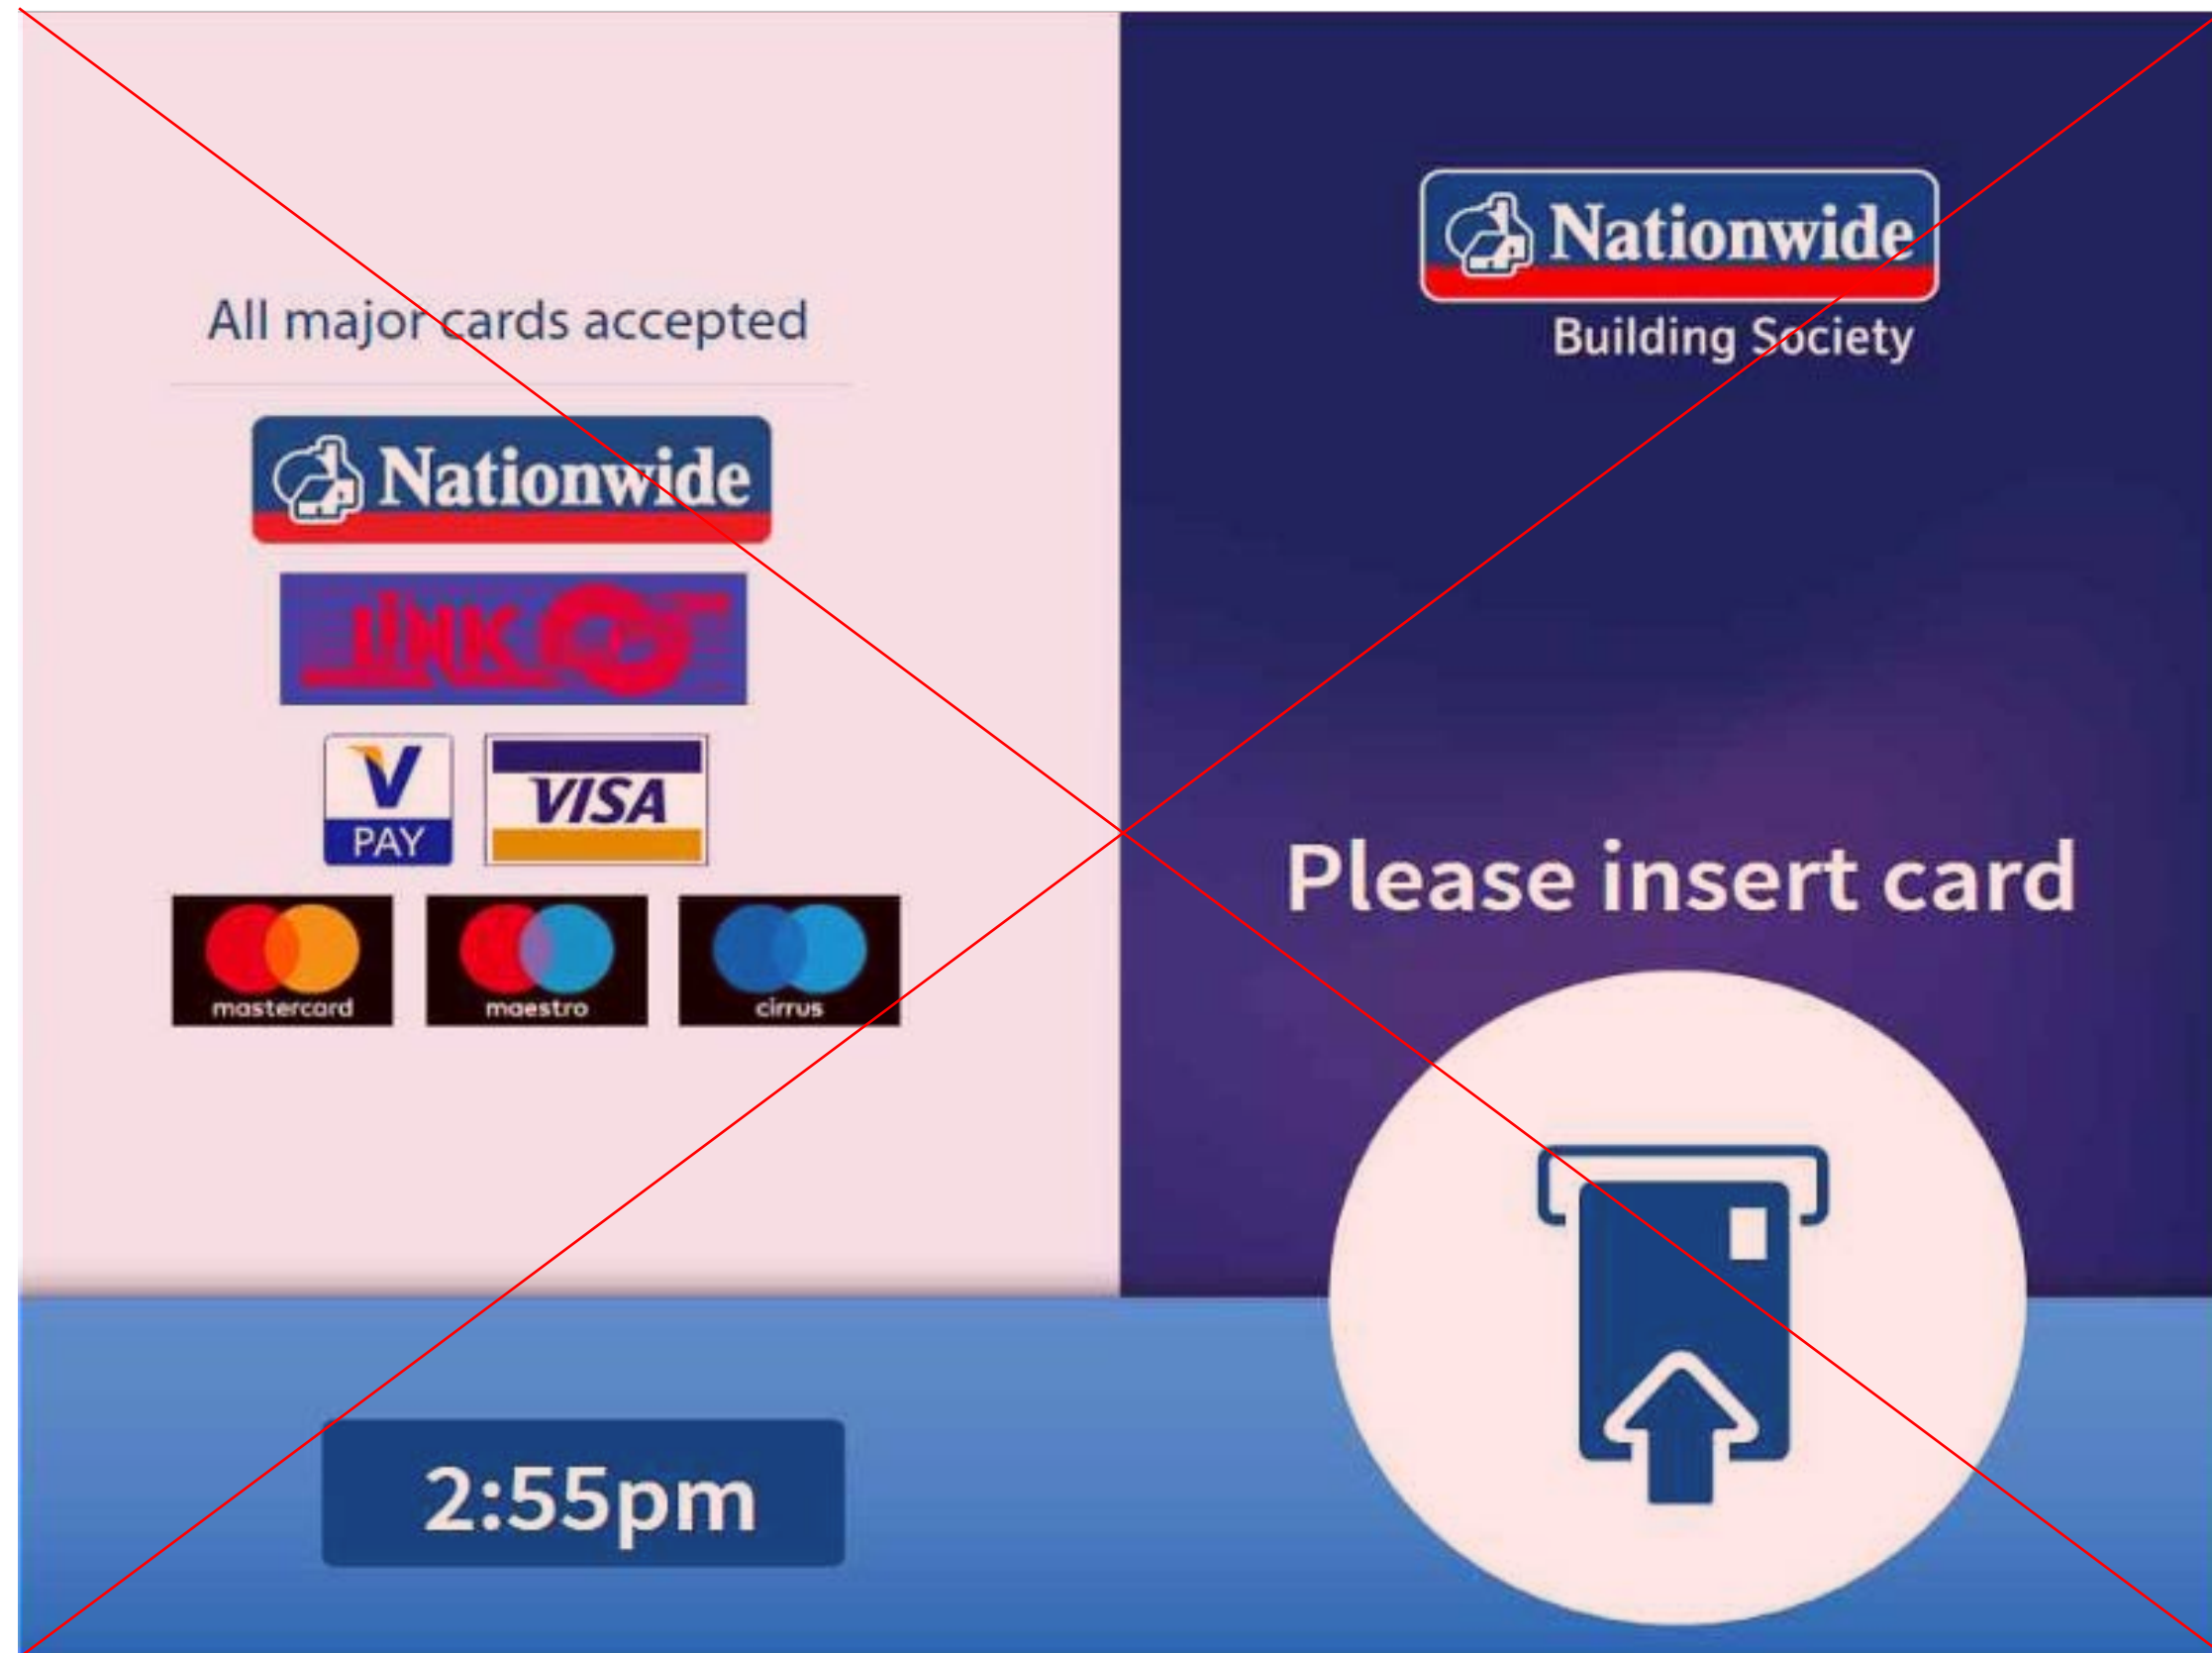 All major cards accepted
Nationwide
LINK
V
PAY
VISA
mastercard
maestro
cirrus
2:55pm
Nationwide
Building Society
Please insert card